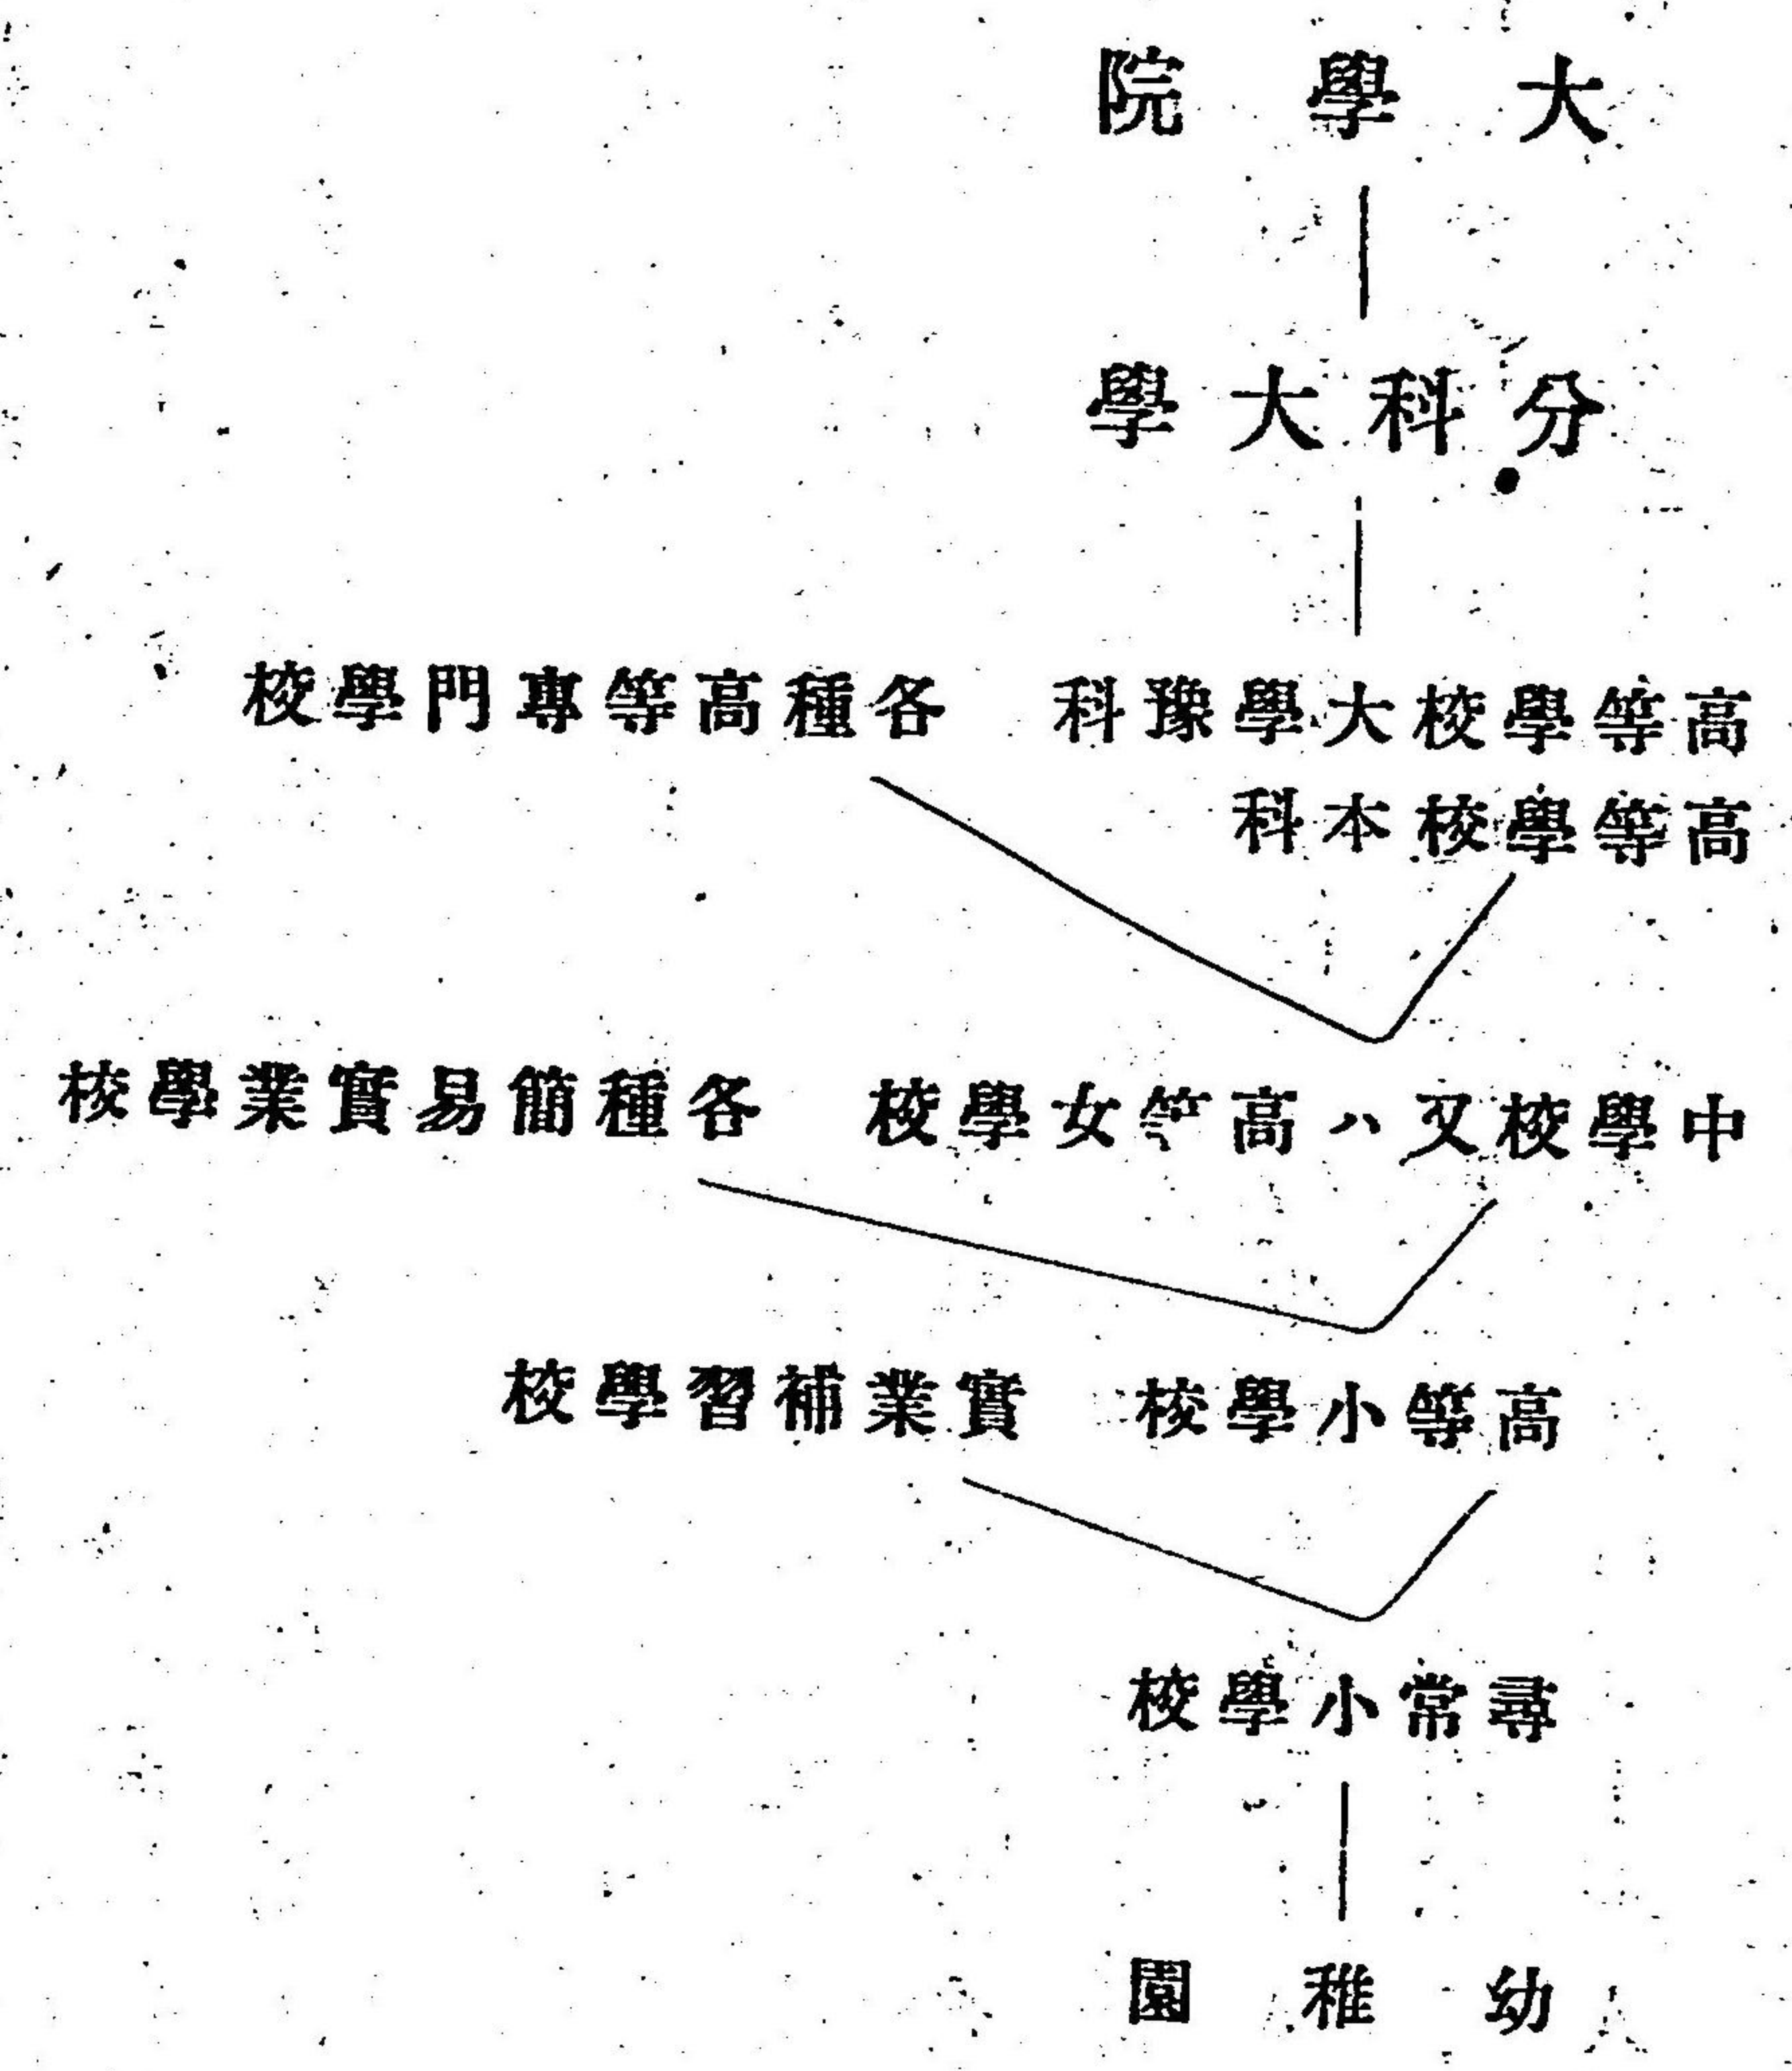 大學院
分科大學
高等學校大學豫科 各種高等專門學校
高等學校本科
中學校又ハ高等女學校 各種簡易實業學校
高等小學校 實業補習學校
尋常小學校
幼稚園